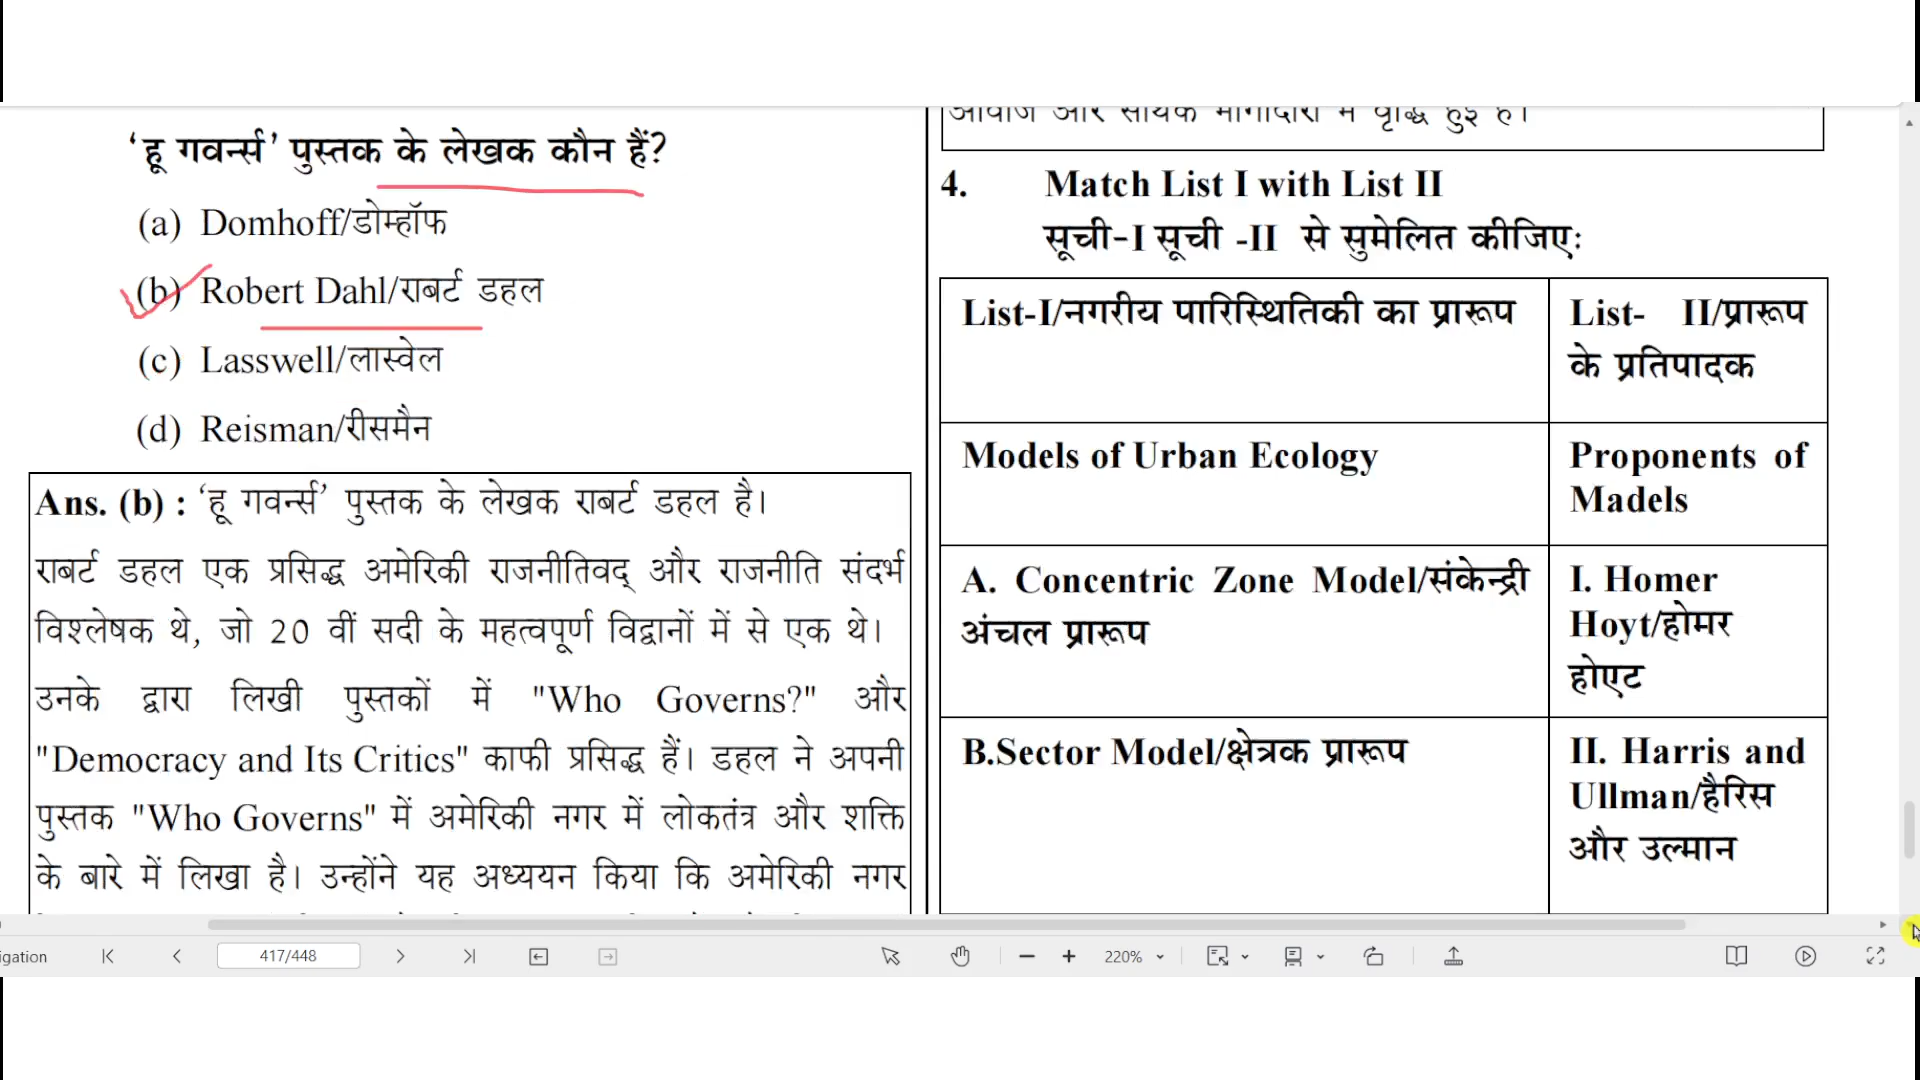 ‘हू गवर्न्स’ पुस्तक के लेखक कौन हैं?
(a) Domhoff/डोम्हॉफ
(b) Robert Dahl/राबर्ट डहल
(c) Lasswell/लास्वेल
(d) Reisman/रीसमैन
Ans. (b) : ‘हू गवर्न्स’ पुस्तक के लेखक राबर्ट डहल है।
राबर्ट डहल एक प्रसिद्ध अमेरिकी राजनीतिवद् और राजनीति संदर्भ
विश्लेषक थे, जो 20 वीं सदी के महत्वपूर्ण विद्वानों में से एक थे।
उनके द्वारा लिखी पुस्तकों में "Who Governs?" और
"Democracy and Its Critics" काफी प्रसिद्ध हैं। डहल ने अपनी
पुस्तक "Who Governs" में अमेरिकी नगर में लोकतंत्र और शक्ति
के बारे में लिखा है। उन्होंने यह अध्ययन किया कि अमेरिकी नगर
आवाज और सार्थक भागीदारी में वृद्धि हुई है।
4. Match List I with List II
सूची-I सूची -II से सुमेलित कीजिए:
List-I/नगरीय पारिस्थितिकी का प्रारूप
List- II/प्रारूप
के प्रतिपादक
Models of Urban Ecology
Proponents of
Madels
A. Concentric Zone Model/संकेन्द्री
अंचल प्रारूप
I. Homer
Hoyt/होमर
होएट
B.Sector Model/क्षेत्रक प्रारूप
II. Harris and
Ullman/हैरिस
और उल्मान
igation
417/448
220%